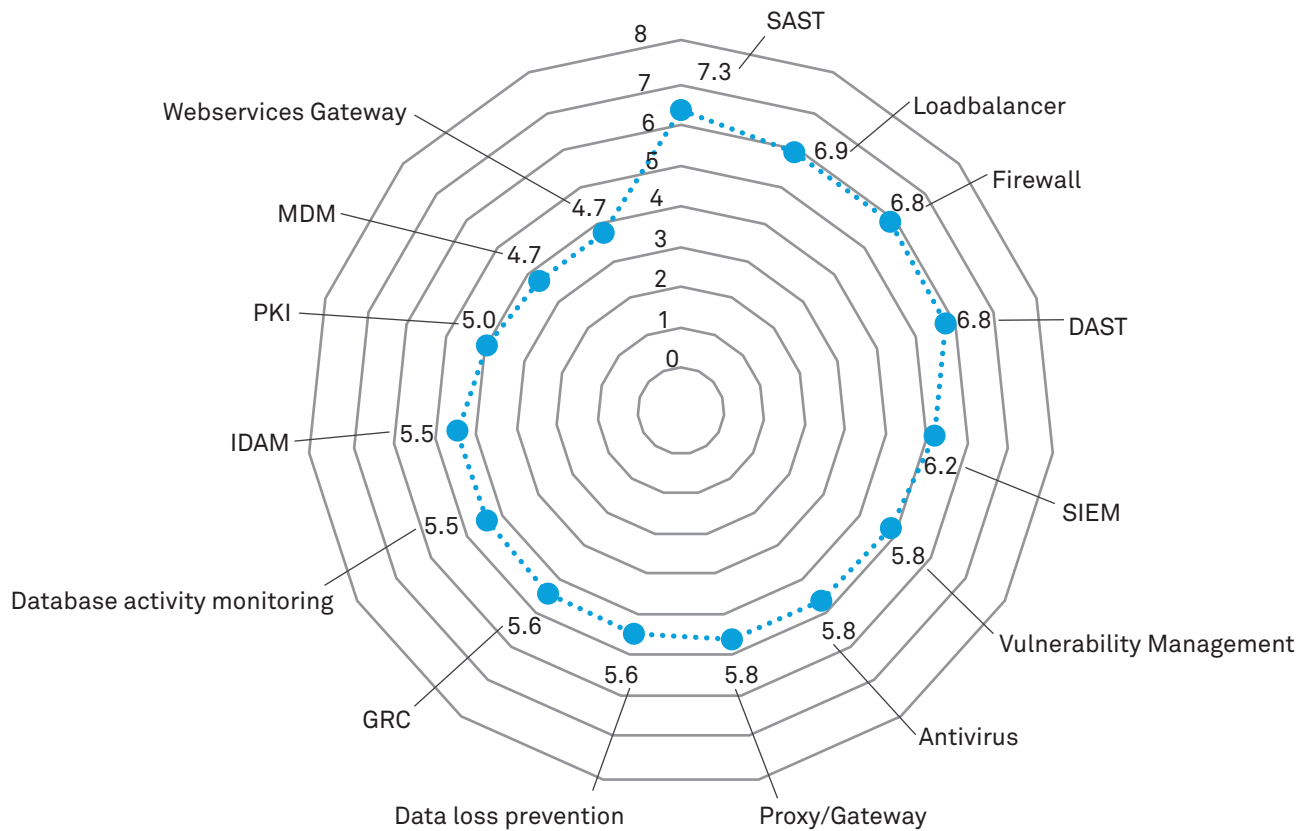 8
SAST
7.3
7
Webservices Gateway
Loadbalancer
6
6.9
5
Firewall
6.8
4
4.7
MDM
3
4.7
2
PKI
5.0
6.8
DAST
1
0
IDAM
5.5
6.2
SIEM
5.5
5.8
Database activity monitoring
5.6
5.8
Vulnerability Management
5.6
5.8
GRC
Antivirus
Data loss prevention
Proxy/Gateway